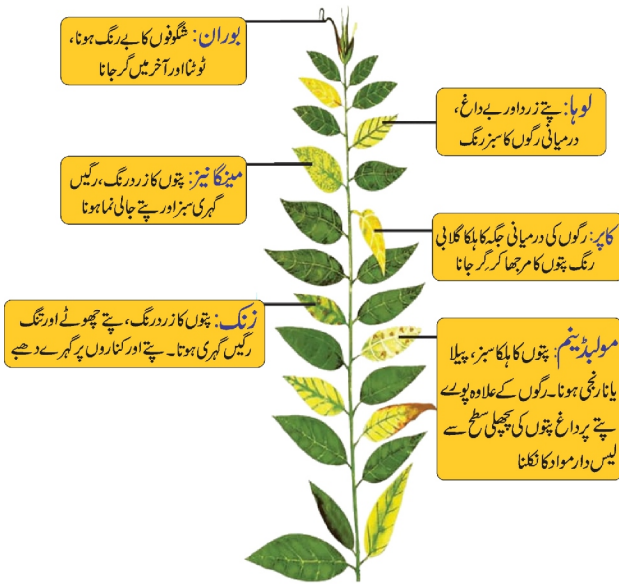 بوران: شگوفوں کا بے رنگ ہونا،
ٹوٹنا اور آخر میں گر جانا
لوہا: پتے زرد اور بے داغ،
درمیانی رگوں کا سبز رنگ
مینگانیز: پتوں کا زرد رنگ، رگیں
گہری سبز اور پتے جالی نما ہونا
کاپر: رگوں کی درمیانی جگہ کا ہلکا گلابی
رنگ پتوں کا مرجھا کر گر جانا
زنک: پتوں کا زرد رنگ، پتے چھوٹے اور تنگ
رگیں گہری ہوتا۔ پتے اور کناروں پر گہرے دھبے
مولبڈینم: پتوں کا ہلکا سبز، پیلا
یا نارنجی ہونا۔ رگوں کے علاوہ پورے
پتے پر داغ پتوں کی پچھلی سطح سے
لیس دار مواد کا نکلنا